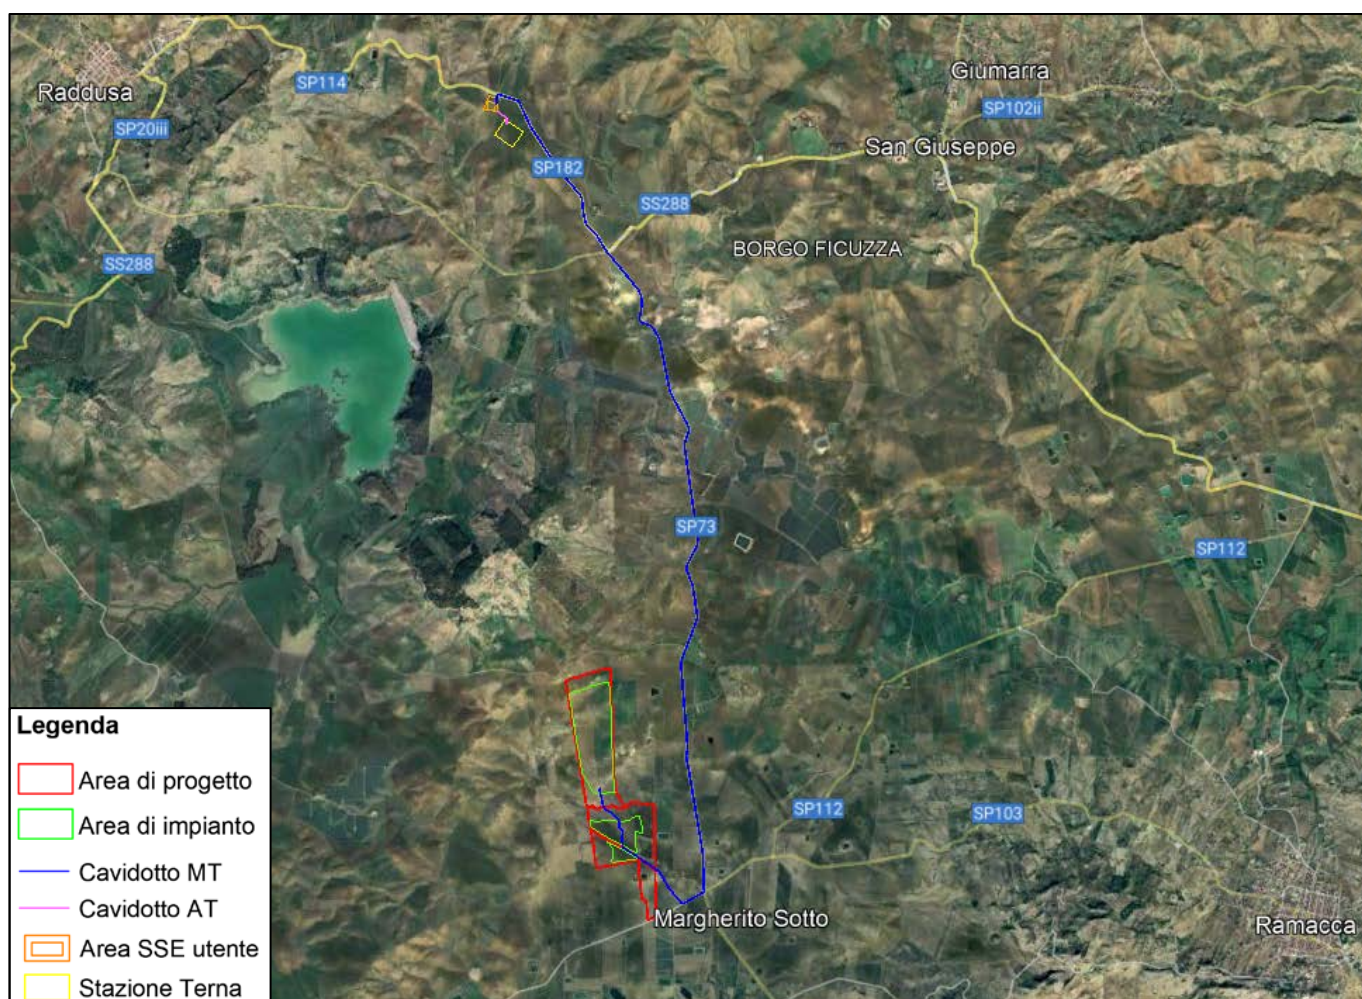 Giumarra
SP114
Raddusa
SP102ii
SP20iii
San Giuseppe
SP182
SS288
BORGO FICUZZA
SS288
SP73
SP112
Legenda
Area di progetto
Area di impianto
Cavidotto MT
Cavidotto AT
Area SSE utente
Stazione Terna
SP112
SP103
Margherito Sotto
Ramacca